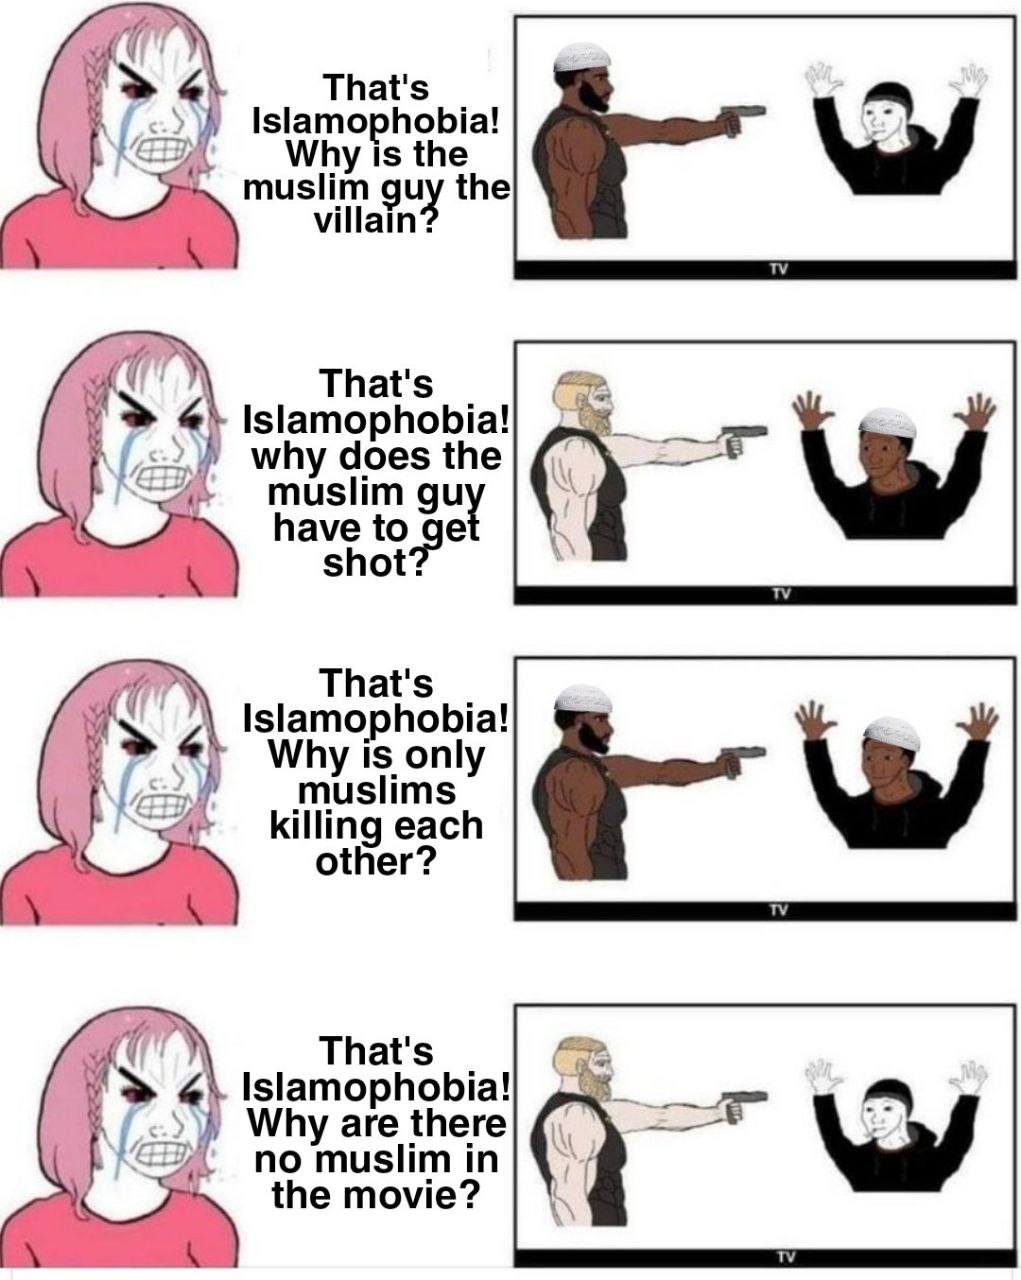 That's
Islamophobia!
Why is the
muslim guy the
villain?
TV
That's
Islamophobia!
why does the
muslim guy
have to get
shot?
TV
That's
Islamophobia!
Why is only
muslims
killing each
other?
TV
That's
Islamophobia!
Why are there
no muslim in
the movie?
TV